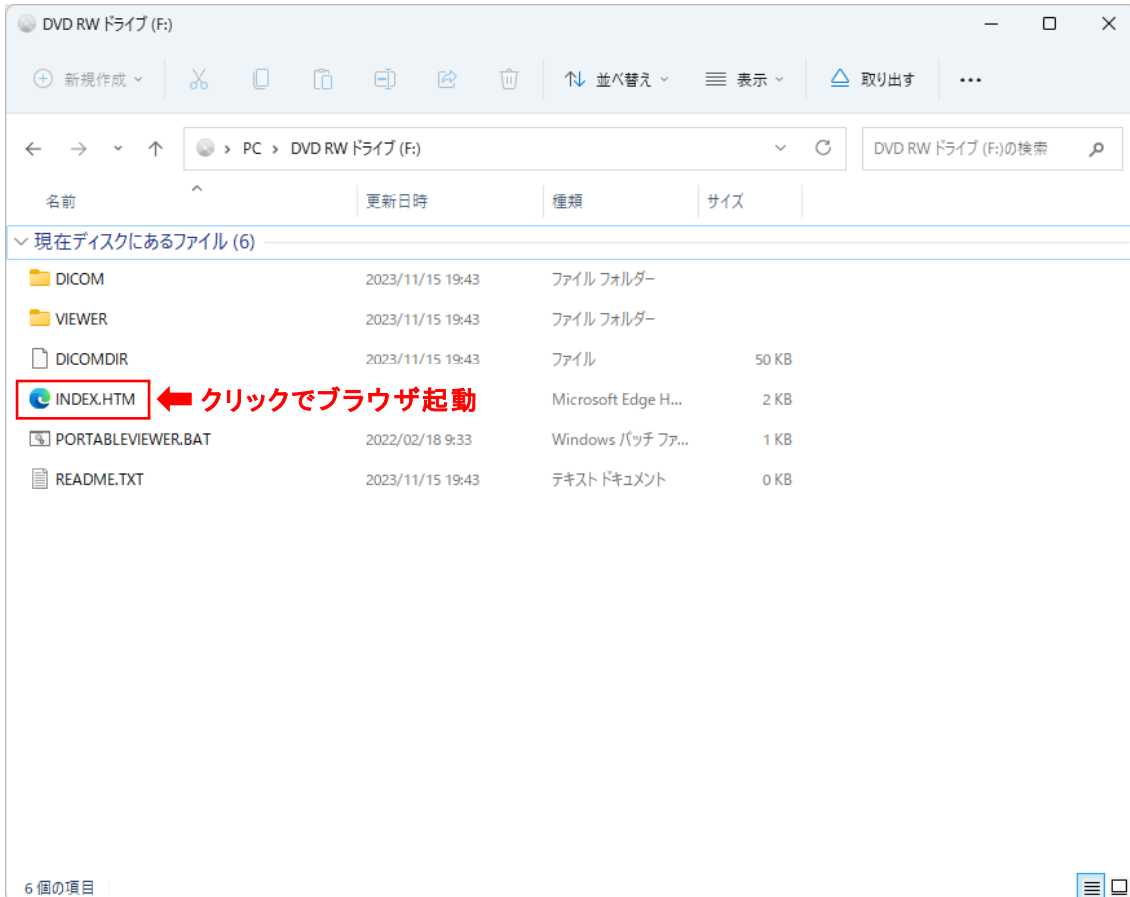 DVD RW ドライブ (F:)
新規作成 並べ替え 表示 取り出す ...
PC › DVD RW ドライブ (F:) DVD RW ドライブ (F:)の検索
名前 更新日時 種類 サイズ
現在ディスクにあるファイル (6)
DICOM 2023/11/15 19:43 ファイル フォルダー
VIEWER 2023/11/15 19:43 ファイル フォルダー
DICOMDIR 2023/11/15 19:43 ファイル 50 KB
INDEX.HTM クリックでブラウザ起動 Microsoft Edge H... 2 KB
PORTABLEVIEWER.BAT 2022/02/18 9:33 Windows バッチ ファ... 1 KB
README.TXT 2023/11/15 19:43 テキスト ドキュメント 0 KB
6 個の項目